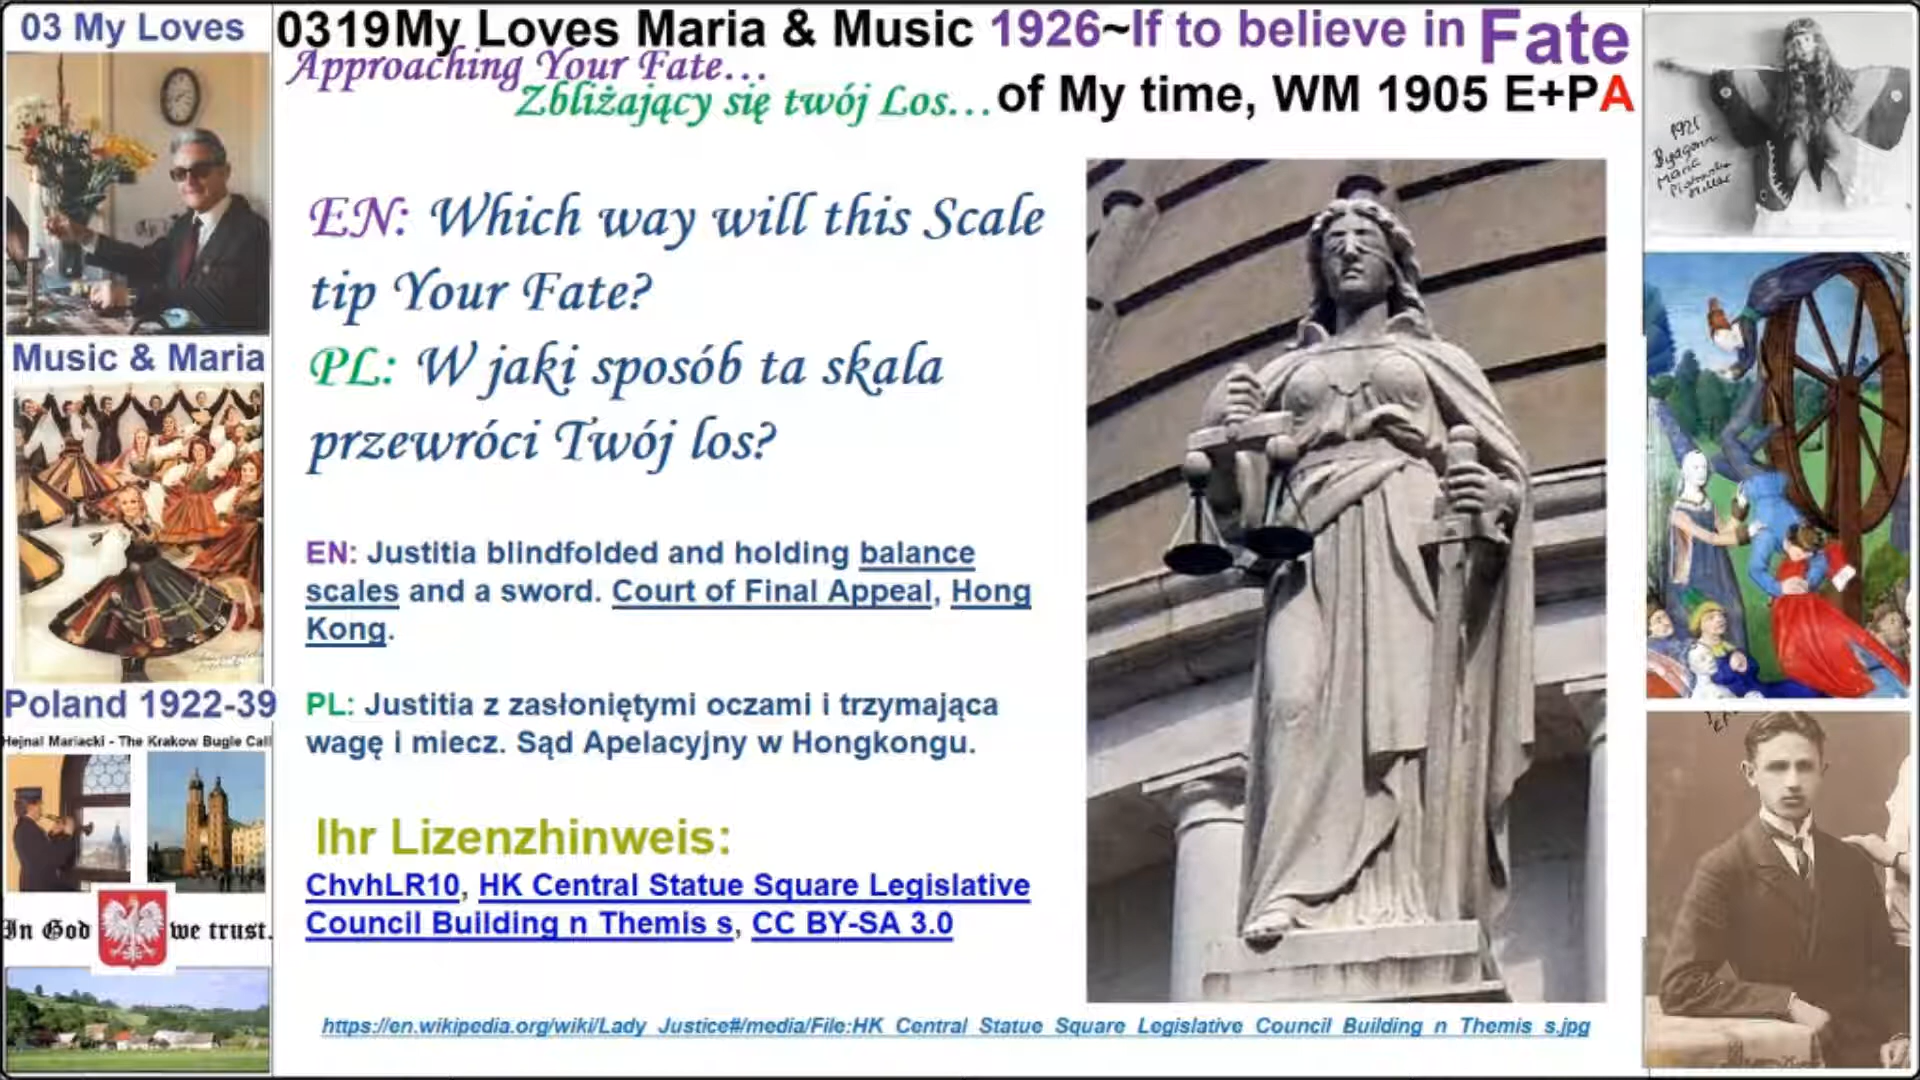 03 My Loves
0319My Loves Maria & Music 1926~If to believe in Fate
Approaching Your Fate...
Zbliżający się twój Los... of My time, WM 1905 E+PA
EN: Which way will this Scale
tip Your Fate?
PL: W jaki sposób ta skala
przewróci Twój los?
EN: Justitia blindfolded and holding balance
scales and a sword. Court of Final Appeal, Hong
Kong.
PL: Justitia z zasłoniętymi oczami i trzymająca
wagę i miecz. Sąd Apelacyjny w Hongkongu.
Ihr Lizenzhinweis:
ChvhLR10, HK Central Statue Square Legislative
Council Building n Themis s, CC BY-SA 3.0
https://en.wikipedia.org/wiki/Lady_Justice#/media/File:HK_Central_Statue_Square_Legislative_Council_Building_n_Themis_s.jpg
Music & Maria
Poland 1922-39
Hejnal Mariacki - The Krakow Bugle Call
In God we trust.
1921
Maria